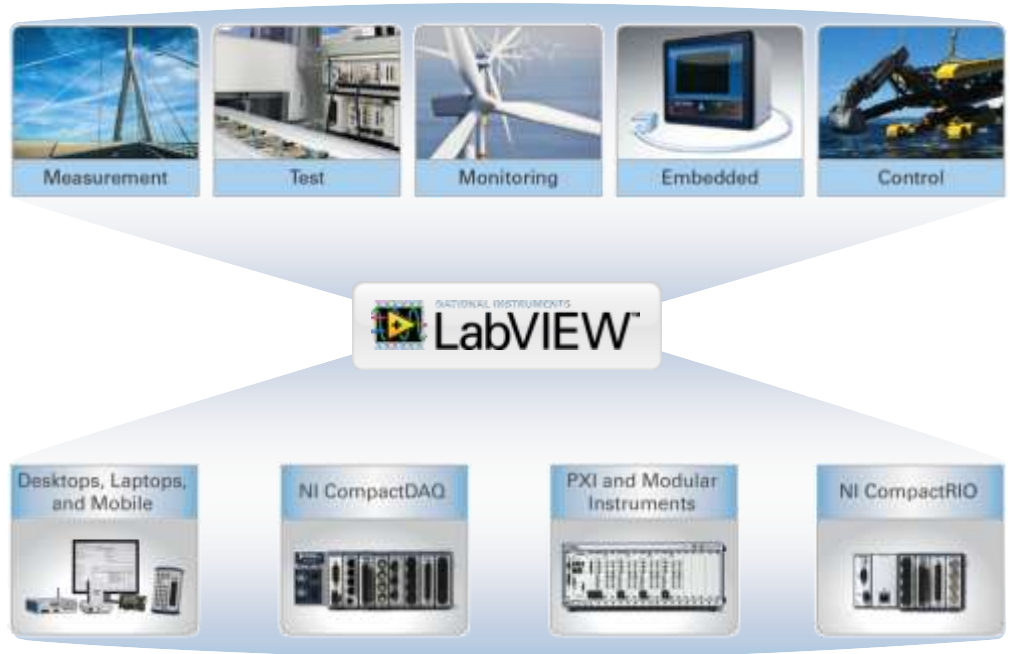 Measurement
Test
Monitoring
Embedded
Control
NATIONAL INSTRUMENTS
LabVIEW™
Desktops, Laptops,
and Mobile
NI CompactDAQ
PXI and Modular
Instruments
NI CompactRIO